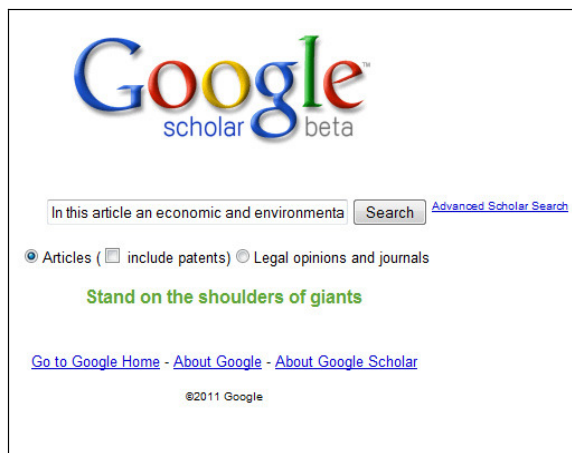 Google™
scholar beta
In this article an economic and environmenta Search Advanced Scholar Search
Articles ( include patents) Legal opinions and journals
Stand on the shoulders of giants
Go to Google Home - About Google - About Google Scholar
©2011 Google